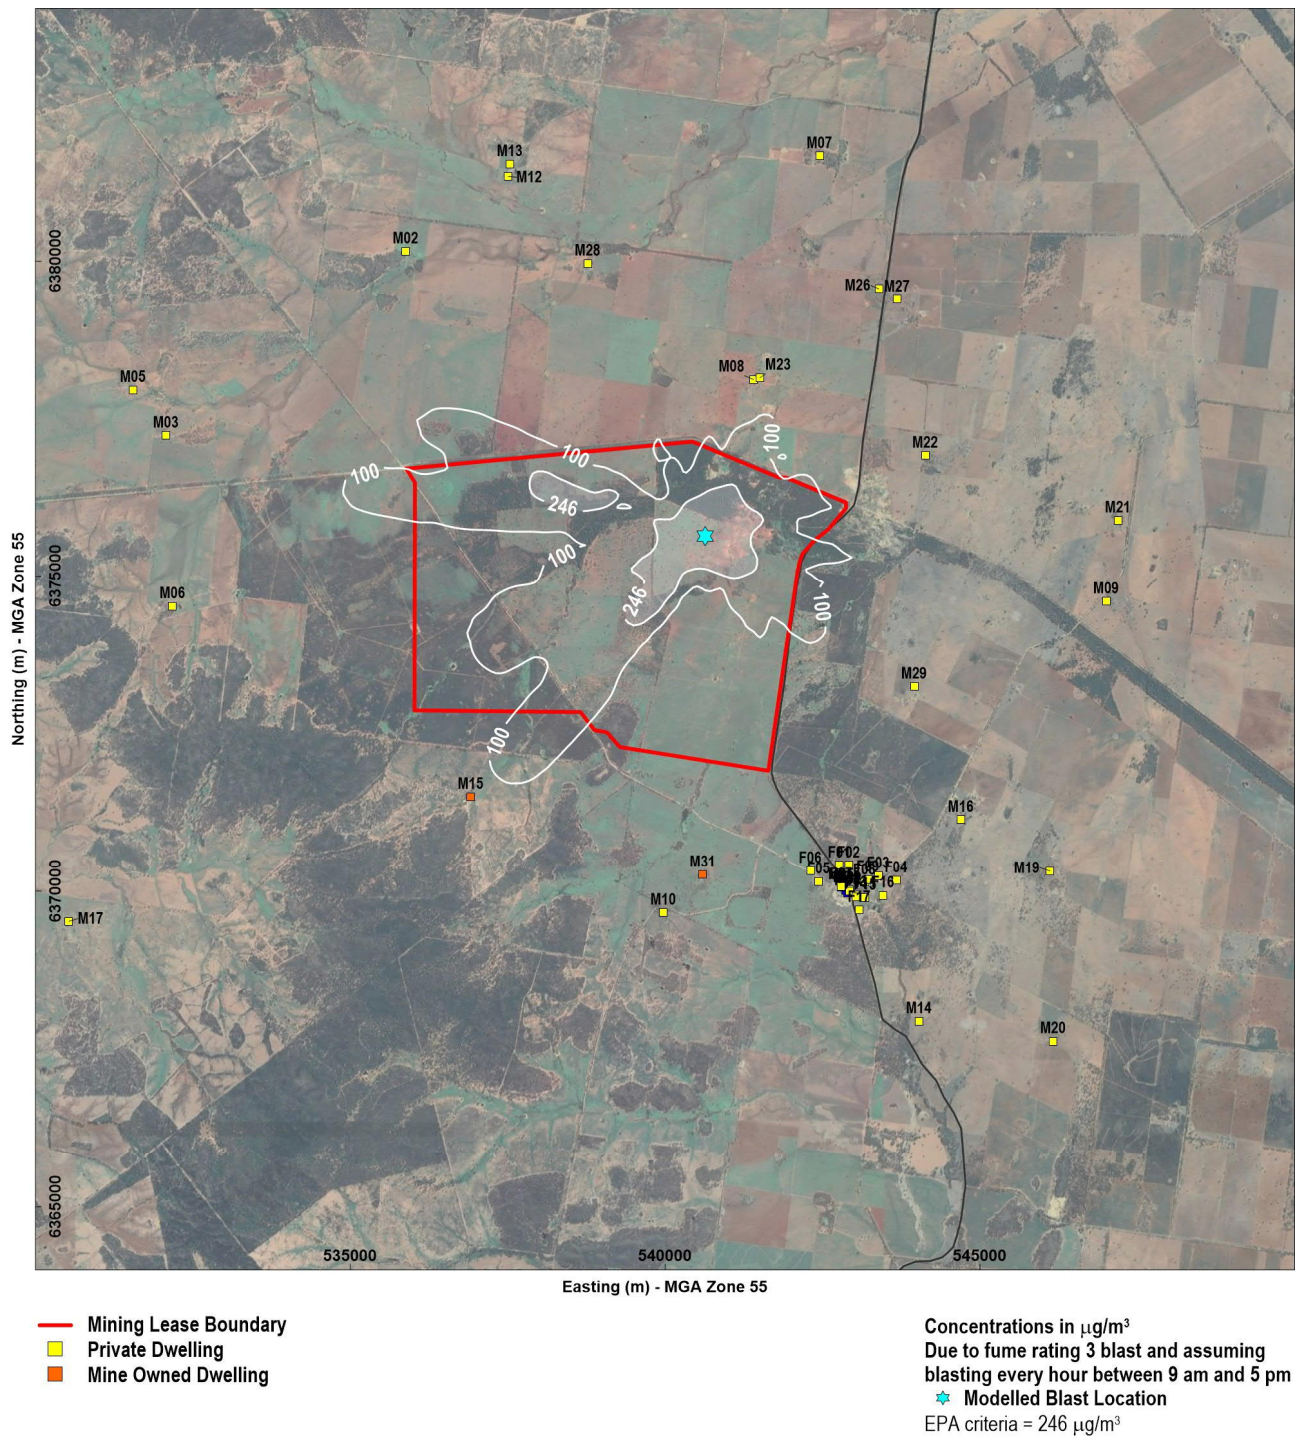 M13
M12
M07
M02
M28
M26
M27
M08
M23
M05
M03
M22
100
100
100
246
M21
100
246
100
M06
M09
M29
100
M15
M16
F06
F02
F03
F04
M19
M31
M10
M17
M14
M20
6380000
6375000
6370000
6365000
Northing (m) - MGA Zone 55
535000
540000
545000
Easting (m) - MGA Zone 55
Mining Lease Boundary
Private Dwelling
Mine Owned Dwelling
Concentrations in µg/m³
Due to fume rating 3 blast and assuming
blasting every hour between 9 am and 5 pm
Modelled Blast Location
EPA criteria = 246 µg/m³